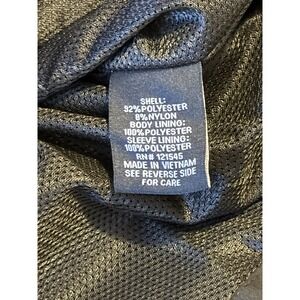 SHELL:
92%POLYESTER
8%NYLON
BODY LINING:
100%POLYESTER
SLEEVE LINING:
100%POLYESTER
RN# 121545
MADE IN VIETNAM
SEE REVERSE SIDE
FOR CARE